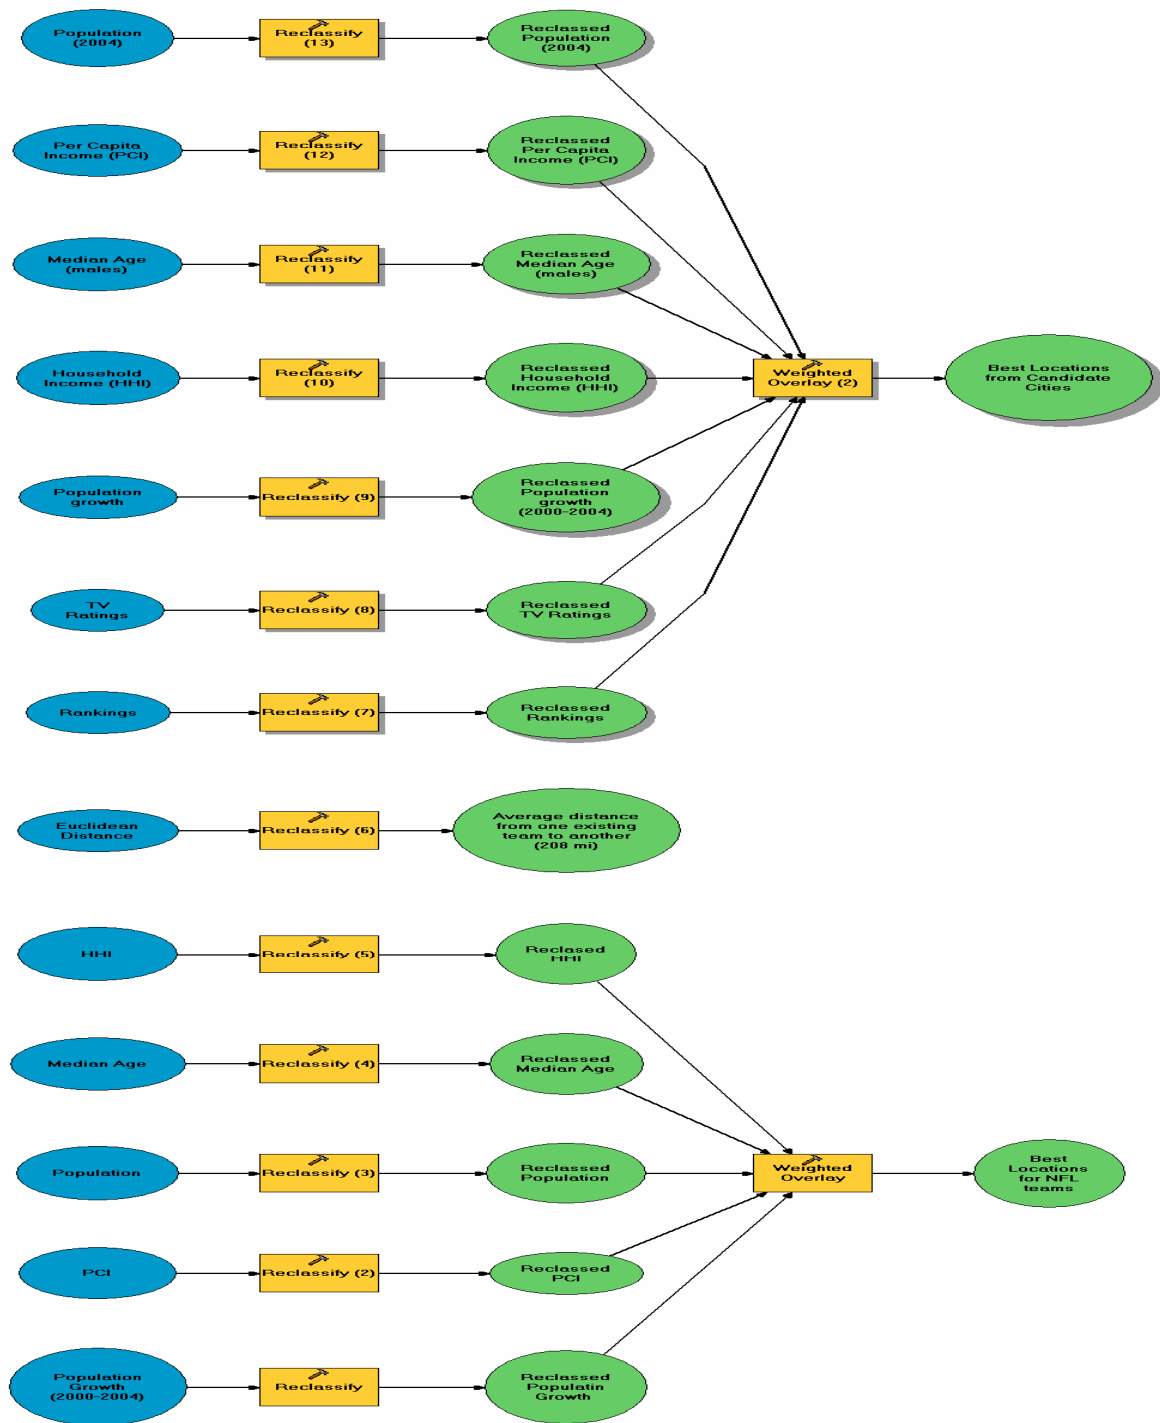 Population
(2004)
Reclassify
(13)
Reclassed
Population
(2004)
Per Capita
Income (PCI)
Reclassify
(12)
Reclassed
Per Capita
Income (PCI)
Median Age
(males)
Reclassify
(11)
Reclassed
Median Age
(males)
Household
Income (HHI)
Reclassify
(10)
Reclassed
Household
Income (HHI)
Weighted
Overlay (2)
Best Locations
from Candidate
Cities
Population
growth
Reclassify (9)
Reclassed
Population
growth
(2000-2004)
TV
Ratings
Reclassify (8)
Reclassed
TV Ratings
Rankings
Reclassify (7)
Reclassed
Rankings
Euclidean
Distance
Reclassify (6)
Average distance
from one existing
team to another
(208 mi)
HHI
Reclassify (5)
Reclased
HHI
Median Age
Reclassify (4)
Reclassed
Median Age
Population
Reclassify (3)
Reclassed
Population
Weighted
Overlay
Best
Locations
for NFL
teams
PCI
Reclassify (2)
Reclassed
PCI
Population
Growth
(2000-2004)
Reclassify
Reclassed
Populatin
Growth